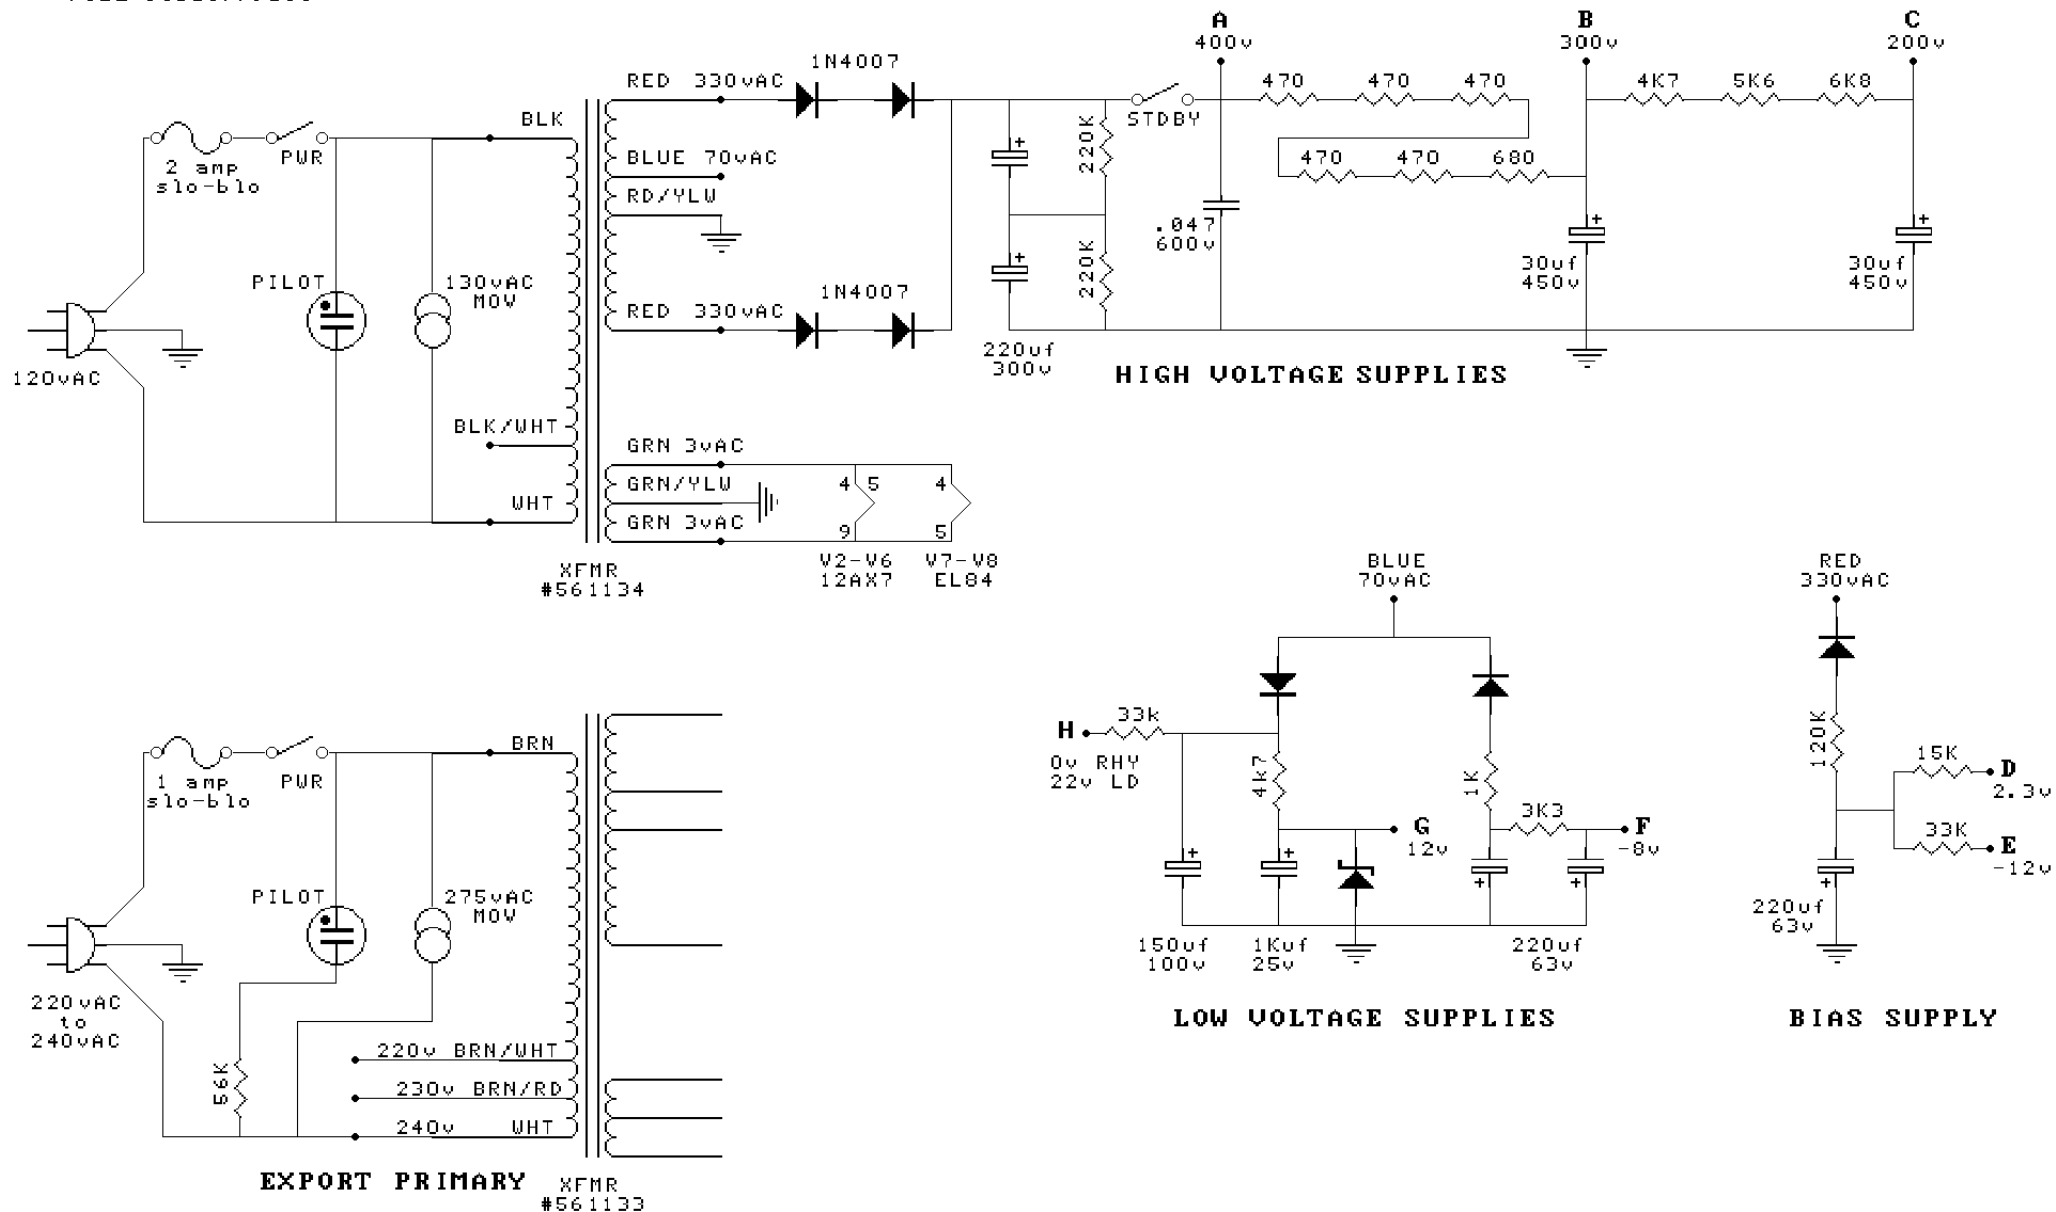 A
400v
B
300v
C
200v
1N4007
RED 330vAC
470 470 470
4K7 5K6 6K8
BLK
STDBY
PWR
2 amp
slo-blo
220K
BLUE 70vAC
470 470 680
RD/YLW
.047
600v
220K
30uf
450v
30uf
450v
PILOT
130vAC
MOV
1N4007
RED 330vAC
120vAC
220uf
300v
HIGH VOLTAGE SUPPLIES
BLK/WHT
GRN 3vAC
GRN/YLW
4 5
4
WHT
GRN 3vAC
9
5
V2-V6
12AX7
V7-V8
EL84
XFMR
#561134
BLUE
70vAC
RED
330vAC
BRN
1 amp
slo-blo
PWR
H
33k
0v RHY
22v LD
4k7
1K
120K
15K
D
2.3v
3K3
G
12v
F
-8v
33K
E
-12v
PILOT
275vAC
MOV
150uf
100v
1Kuf
25v
220uf
63v
220uf
63v
LOW VOLTAGE SUPPLIES
BIAS SUPPLY
220vAC
to
240vAC
56K
220v BRN/WHT
230v BRN/RD
240v WHT
EXPORT PRIMARY
XFMR
#561133